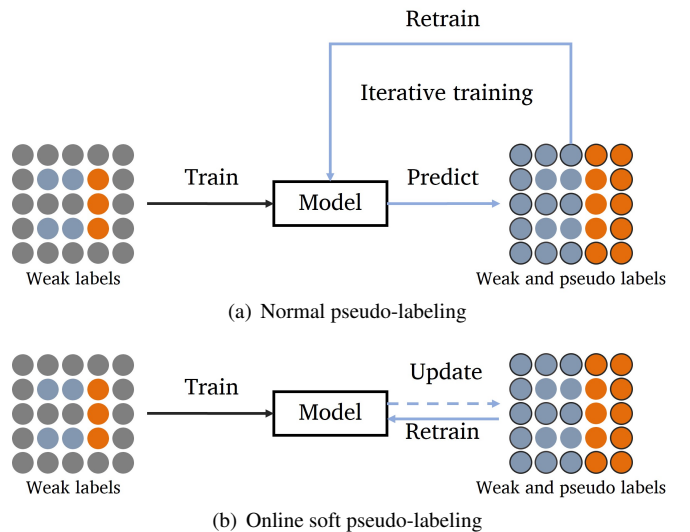 Retrain
Iterative training
Train
Model
Predict
Weak labels
Weak and pseudo labels
(a) Normal pseudo-labeling
Train
Model
Update
Retrain
Weak labels
Weak and pseudo labels
(b) Online soft pseudo-labeling